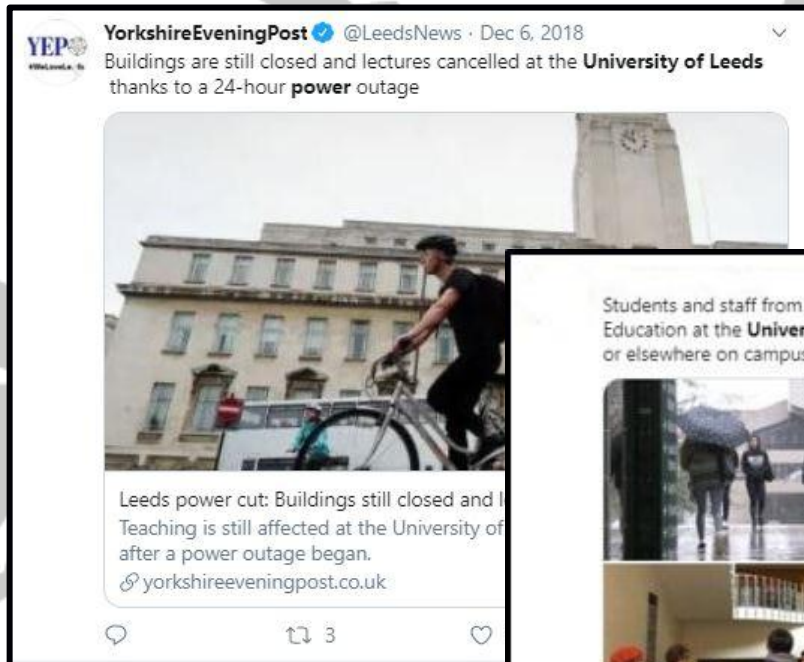 YEP
YorkshireEveningPost @LeedsNews · Dec 6, 2018
Buildings are still closed and lectures cancelled at the University of Leeds
thanks to a 24-hour power outage
Leeds power cut: Buildings still closed and l
Teaching is still affected at the University of
after a power outage began.
yorkshireeveningpost.co.uk
3
Students and staff from
Education at the Univer
or elsewhere on campus